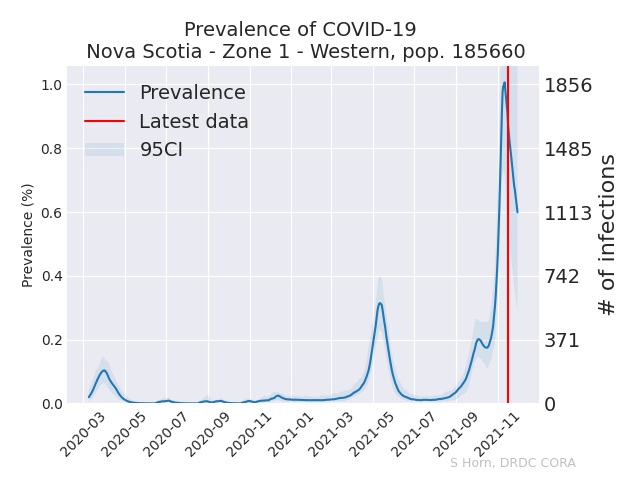 Prevalence of COVID-19
Nova Scotia - Zone 1 - Western, pop. 185660
Prevalence
Latest data
95CI
Prevalence (%)
1.0
0.8
0.6
0.4
0.2
0.0
1856
1485
1113
742
371
0
# of infections
2020-03
2020-05
2020-07
2020-09
2020-11
2021-01
2021-03
2021-05
2021-07
2021-09
2021-11
S Horn, DRDC CORA